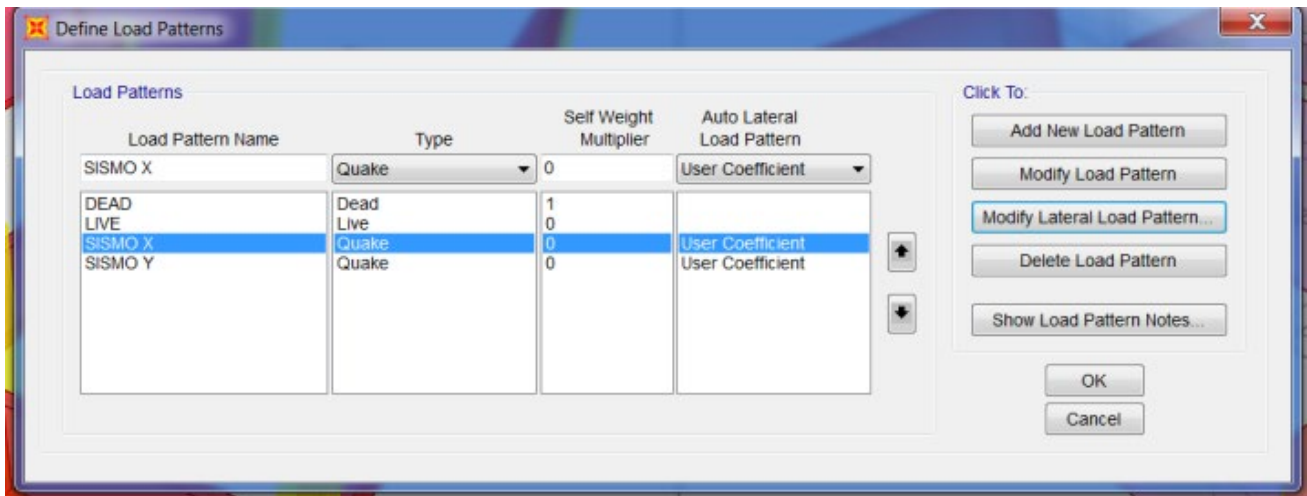 Define Load Patterns
X
Load Patterns
Click To:
Load Pattern Name Type Self Weight Multiplier Auto Lateral Load Pattern
SISMO X Quake 0 User Coefficient
DEAD Dead 1
LIVE Live 0
SISMO X Quake 0 User Coefficient
SISMO Y Quake 0 User Coefficient
Add New Load Pattern
Modify Load Pattern
Modify Lateral Load Pattern...
Delete Load Pattern
Show Load Pattern Notes...
OK
Cancel